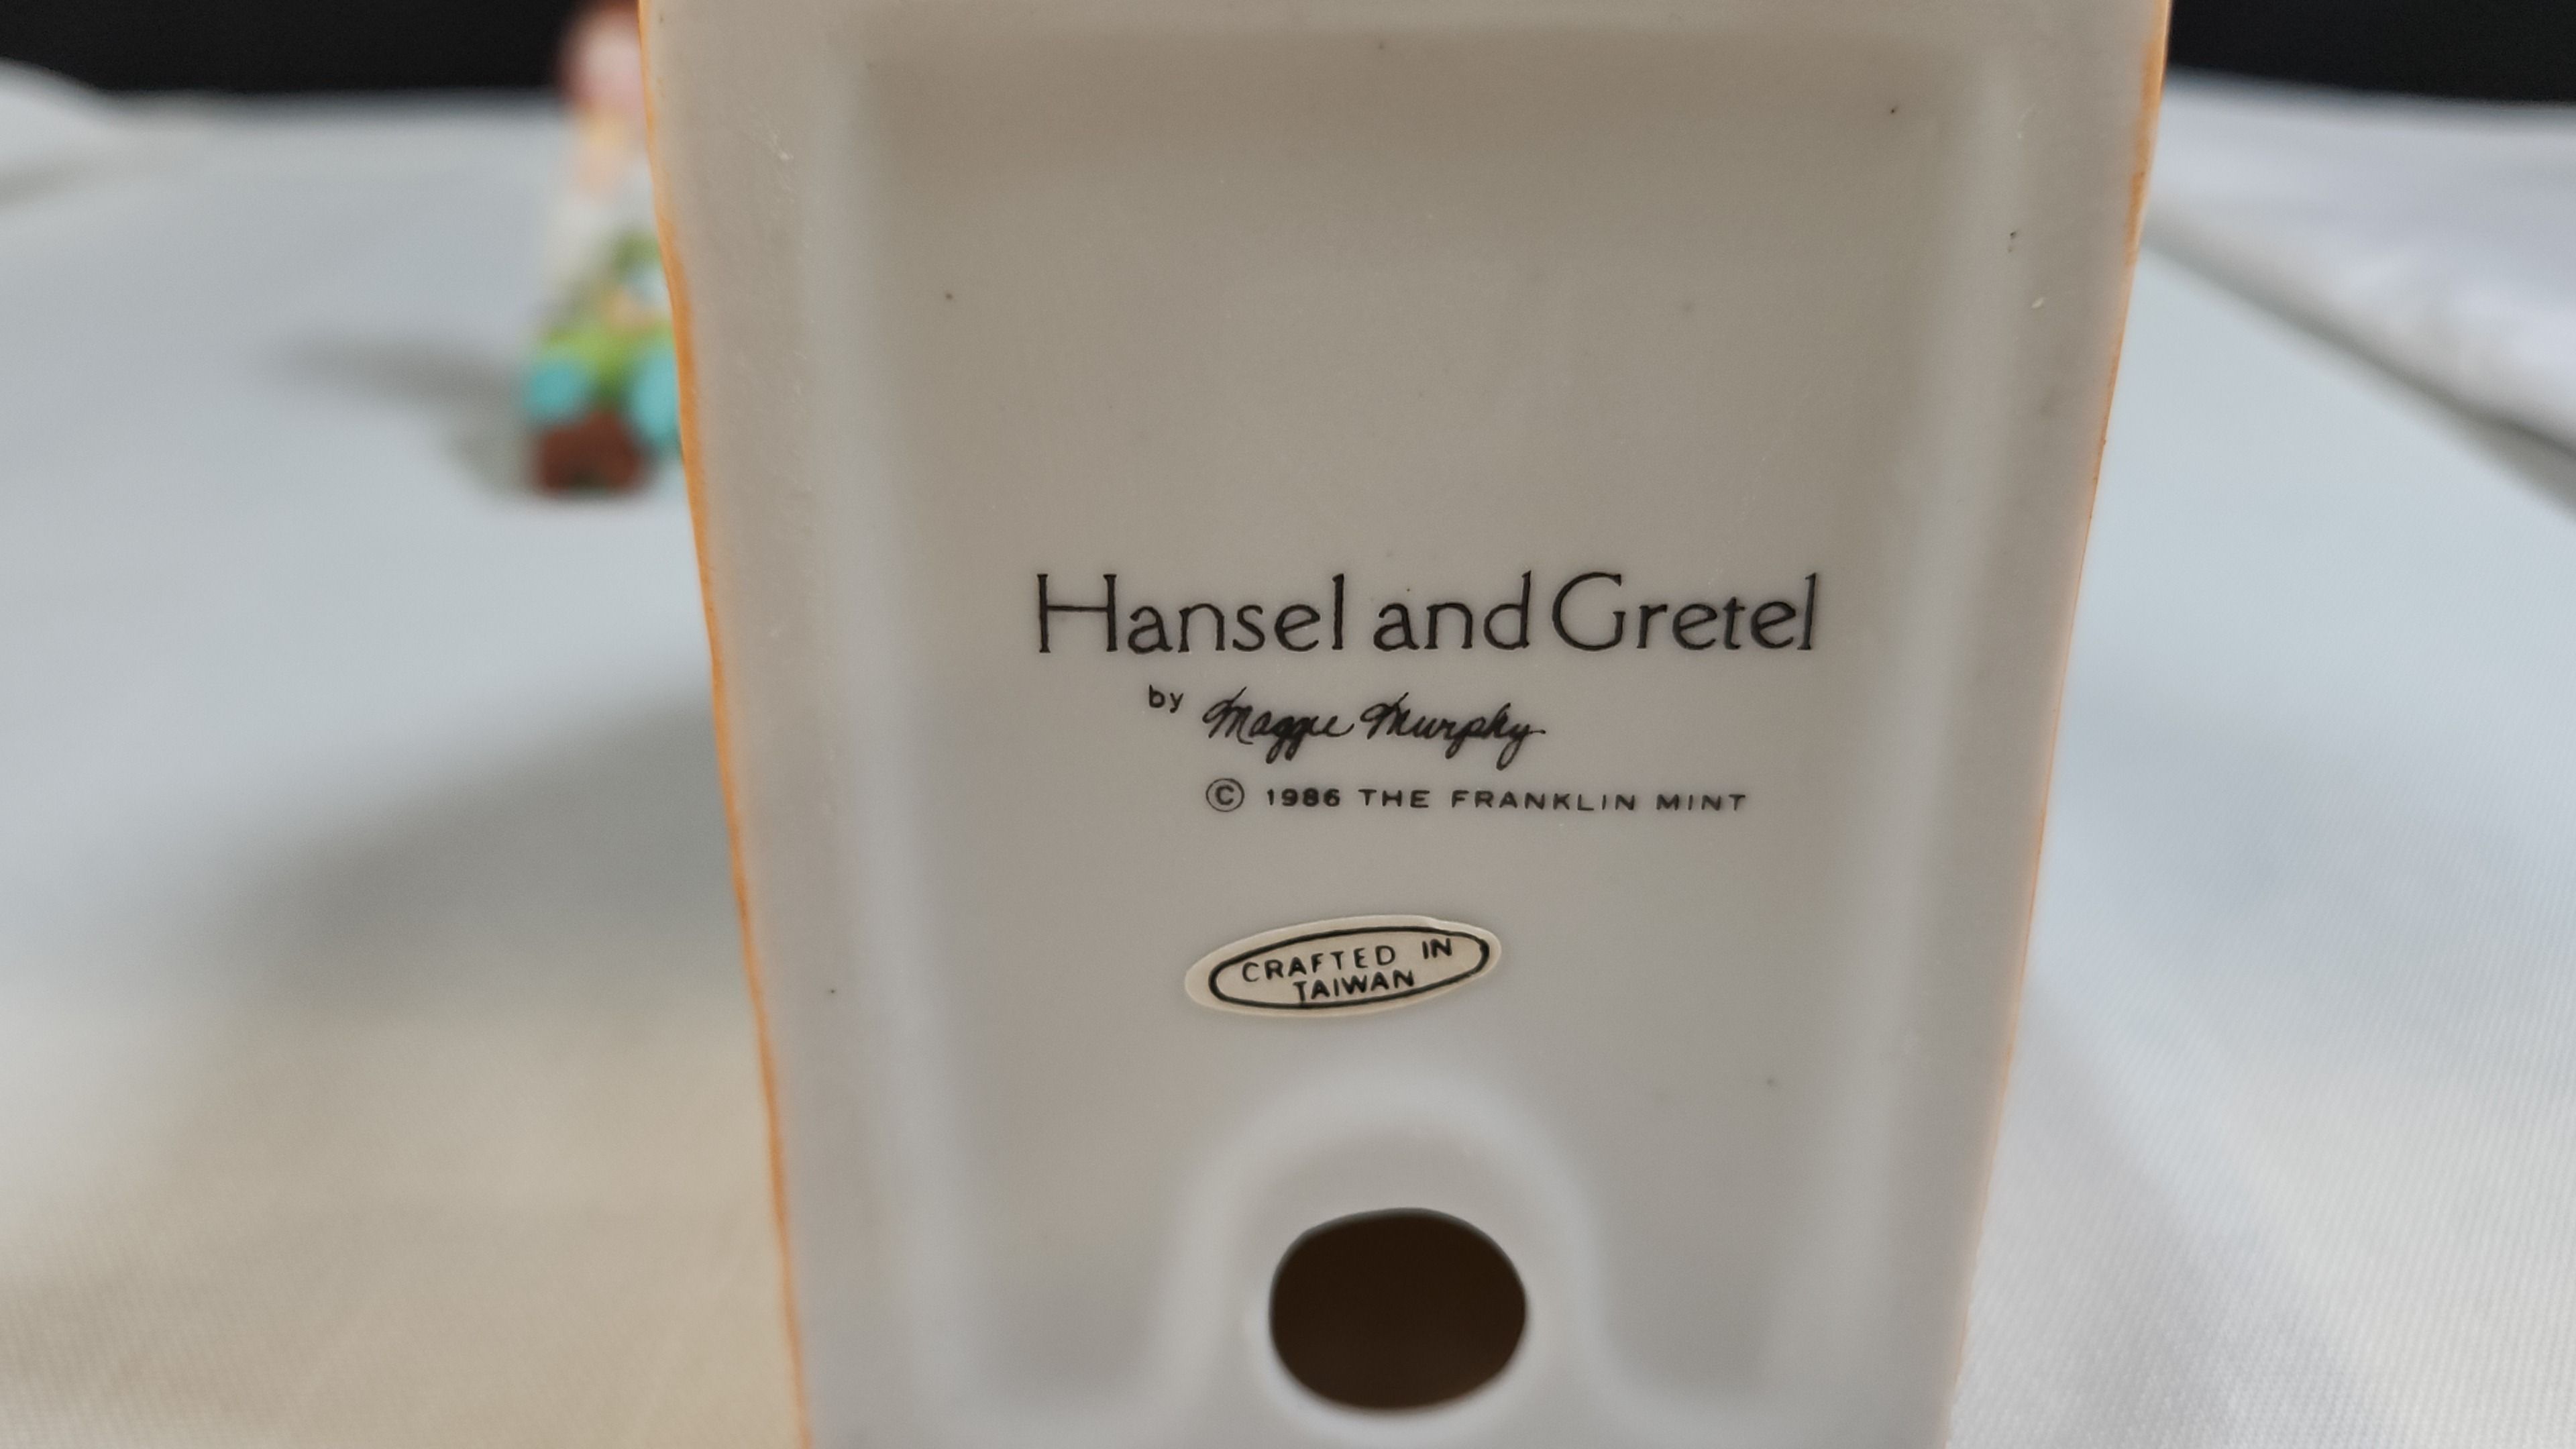 Hansel and Gretel
by Maggie Murphy
© 1986 THE FRANKLIN MINT
CRAFTED IN
TAIWAN